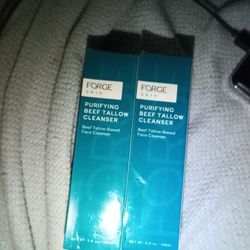 FORGE
SKIN
PURIFYING
BEEF TALLOW
CLEANSER
Beef Tallow-Based
Face Cleanser
FORGE
SKIN
PURIFYING
BEEF TALLOW
CLEANSER
Beef Tallow-Based
Face Cleanser